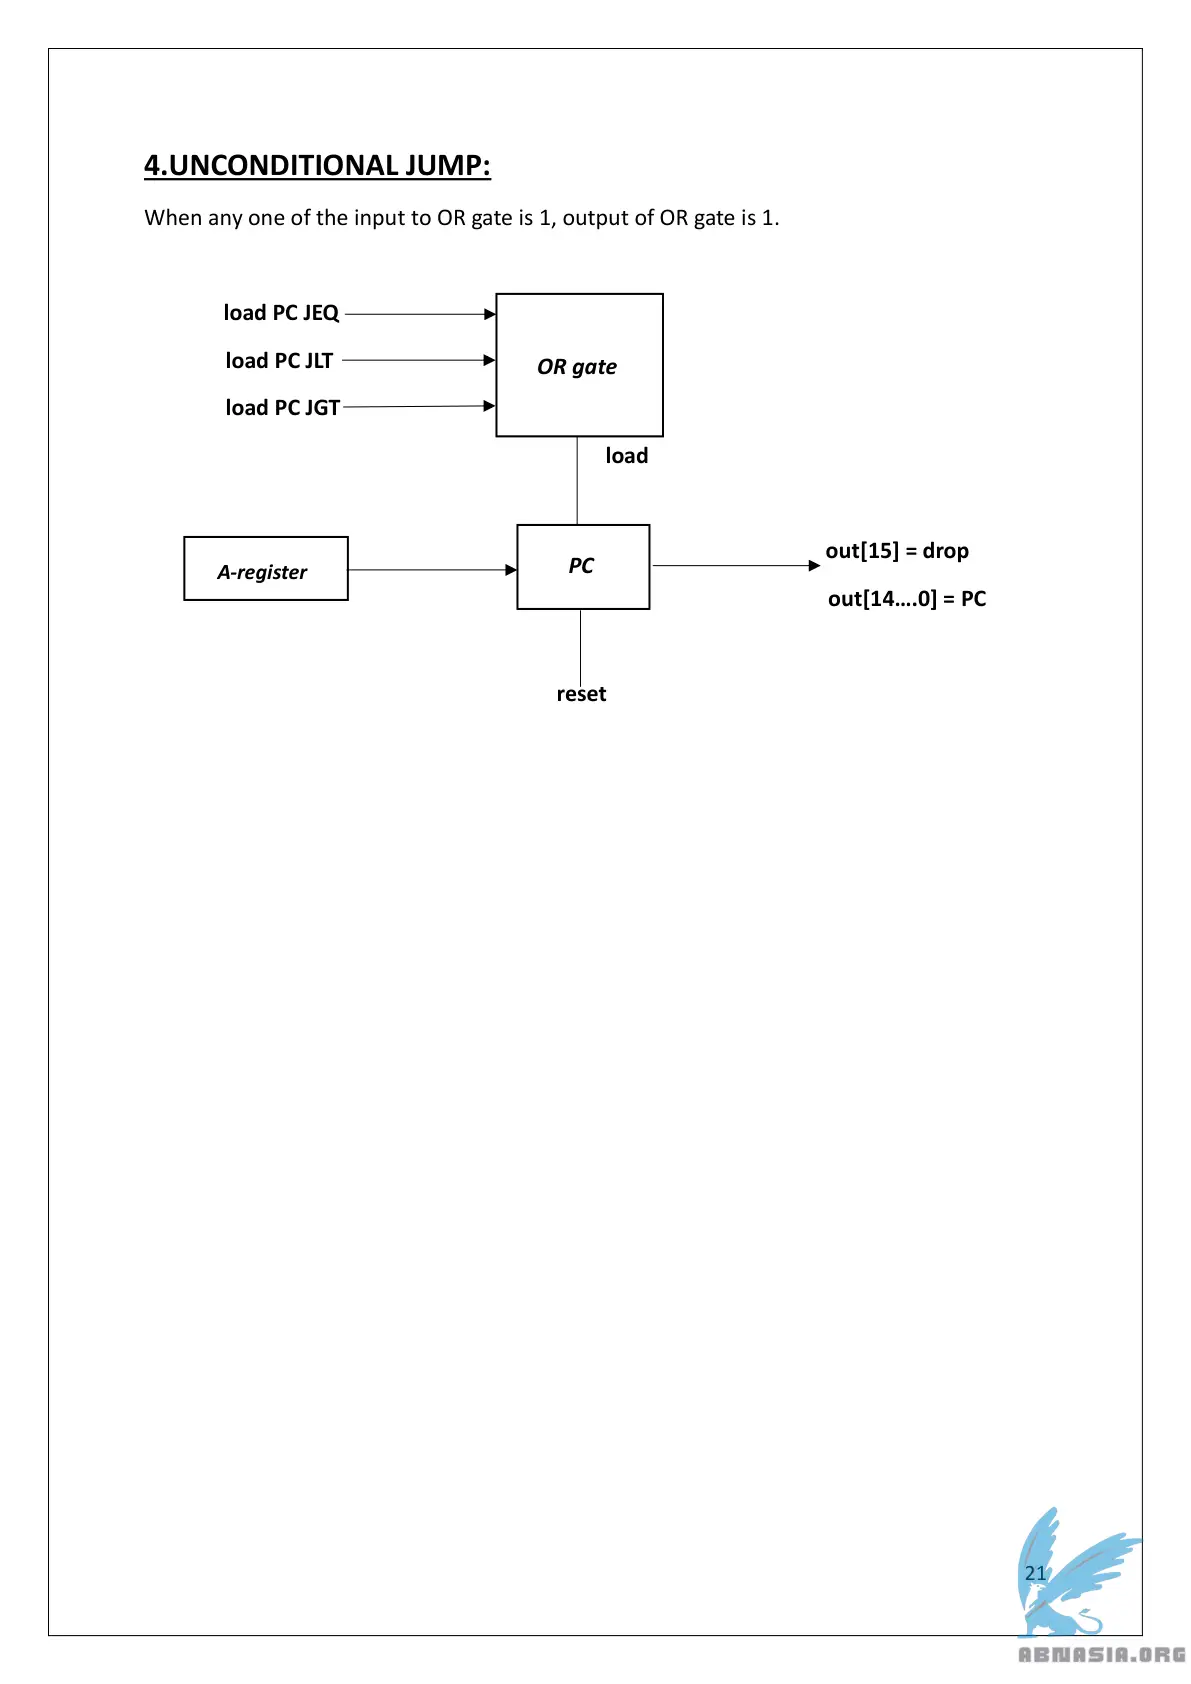 4.UNCONDITIONAL JUMP:
When any one of the input to OR gate is 1, output of OR gate is 1.
load PC JEQ
load PC JLT
load PC JGT
OR gate
load
A-register
PC
out[15] = drop
out[14....0] = PC
reset
21
ABNASIA.ORG